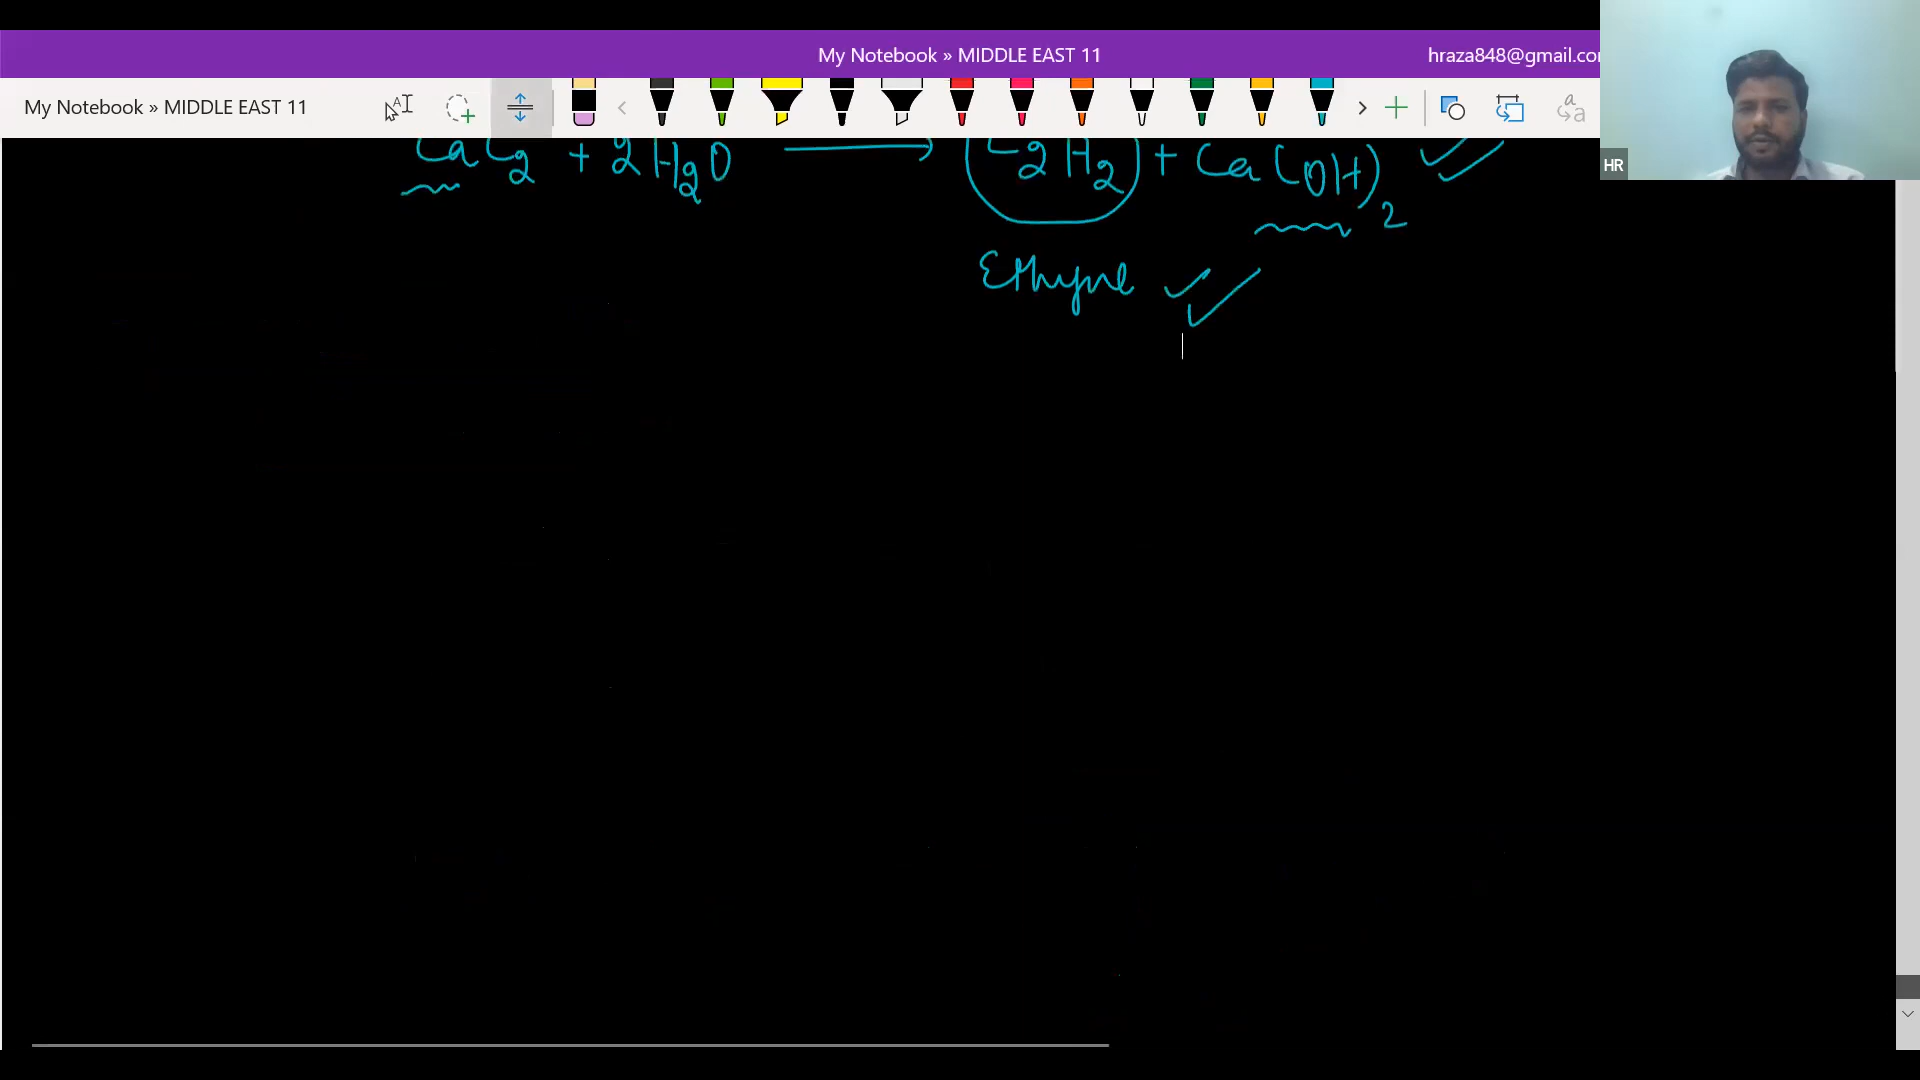 My Notebook » MIDDLE EAST 11
hraza848@gmail.co
My Notebook » MIDDLE EAST 11
HR
CaC2 + 2H2O ⟶ C2H2 + Ca(OH)2
Ethyne